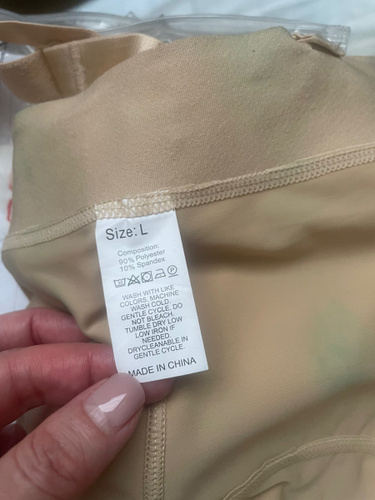 Size: L
Composition:
90% Polyester
10% Spandex
WASH WITH LIKE
COLORS. MACHINE
WASH COLD.
GENTLE CYCLE. DO
NOT BLEACH.
TUMBLE DRY LOW
LOW IRON IF
NEEDED.
DRYCLEANABLE IN
GENTLE CYCLE.
MADE IN CHINA